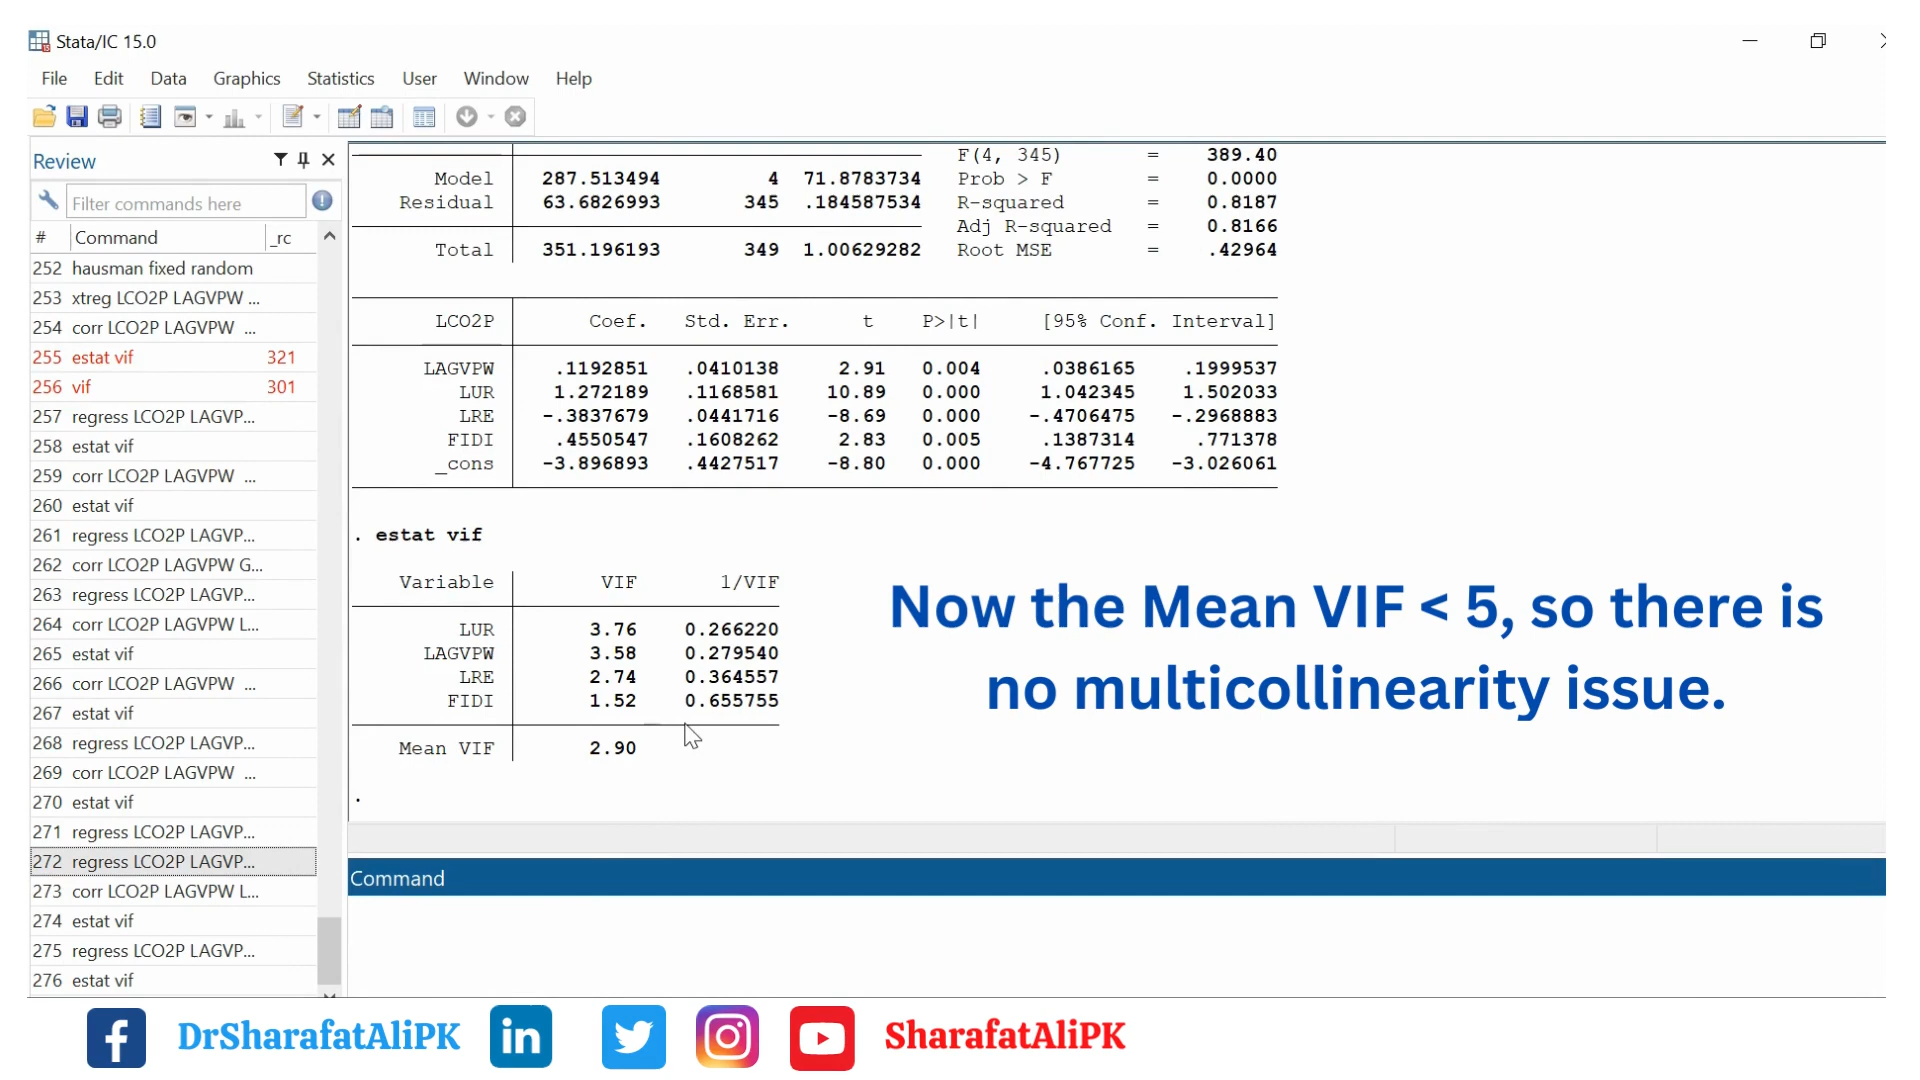 Stata/IC 15.0
File Edit Data Graphics Statistics User Window Help
Review
Filter commands here
# Command _rc
252 hausman fixed random
253 xtreg LCO2P LAGVPW ...
254 corr LCO2P LAGVPW ...
255 estat vif 321
256 vif 301
257 regress LCO2P LAGVP...
258 estat vif
259 corr LCO2P LAGVPW ...
260 estat vif
261 regress LCO2P LAGVP...
262 corr LCO2P LAGVPW G...
263 regress LCO2P LAGVP...
264 corr LCO2P LAGVPW L...
265 estat vif
266 corr LCO2P LAGVPW ...
267 estat vif
268 regress LCO2P LAGVP...
269 corr LCO2P LAGVPW ...
270 estat vif
271 regress LCO2P LAGVP...
272 regress LCO2P LAGVP...
273 corr LCO2P LAGVPW L...
274 estat vif
275 regress LCO2P LAGVP...
276 estat vif
F(4, 345) = 389.40
Model 287.513494 4 71.8783734 Prob > F = 0.0000
Residual 63.6826993 345 .184587534 R-squared = 0.8187
Adj R-squared = 0.8166
Total 351.196193 349 1.00629282 Root MSE = .42964
LCO2P Coef. Std. Err. t P>|t| [95% Conf. Interval]
LAGVPW .1192851 .0410138 2.91 0.004 .0386165 .1999537
LUR 1.272189 .1168581 10.89 0.000 1.042345 1.502033
LRE -.3837679 .0441716 -8.69 0.000 -.4706475 -.2968883
FIDI .4550547 .1608262 2.83 0.005 .1387314 .771378
_cons -3.896893 .4427517 -8.80 0.000 -4.767725 -3.026061
. estat vif
Variable VIF 1/VIF
LUR 3.76 0.266220
LAGVPW 3.58 0.279540
LRE 2.74 0.364557
FIDI 1.52 0.655755
Mean VIF 2.90
.
Now the Mean VIF < 5, so there is
no multicollinearity issue.
Command
DrSharafatAliPK SharafatAliPK